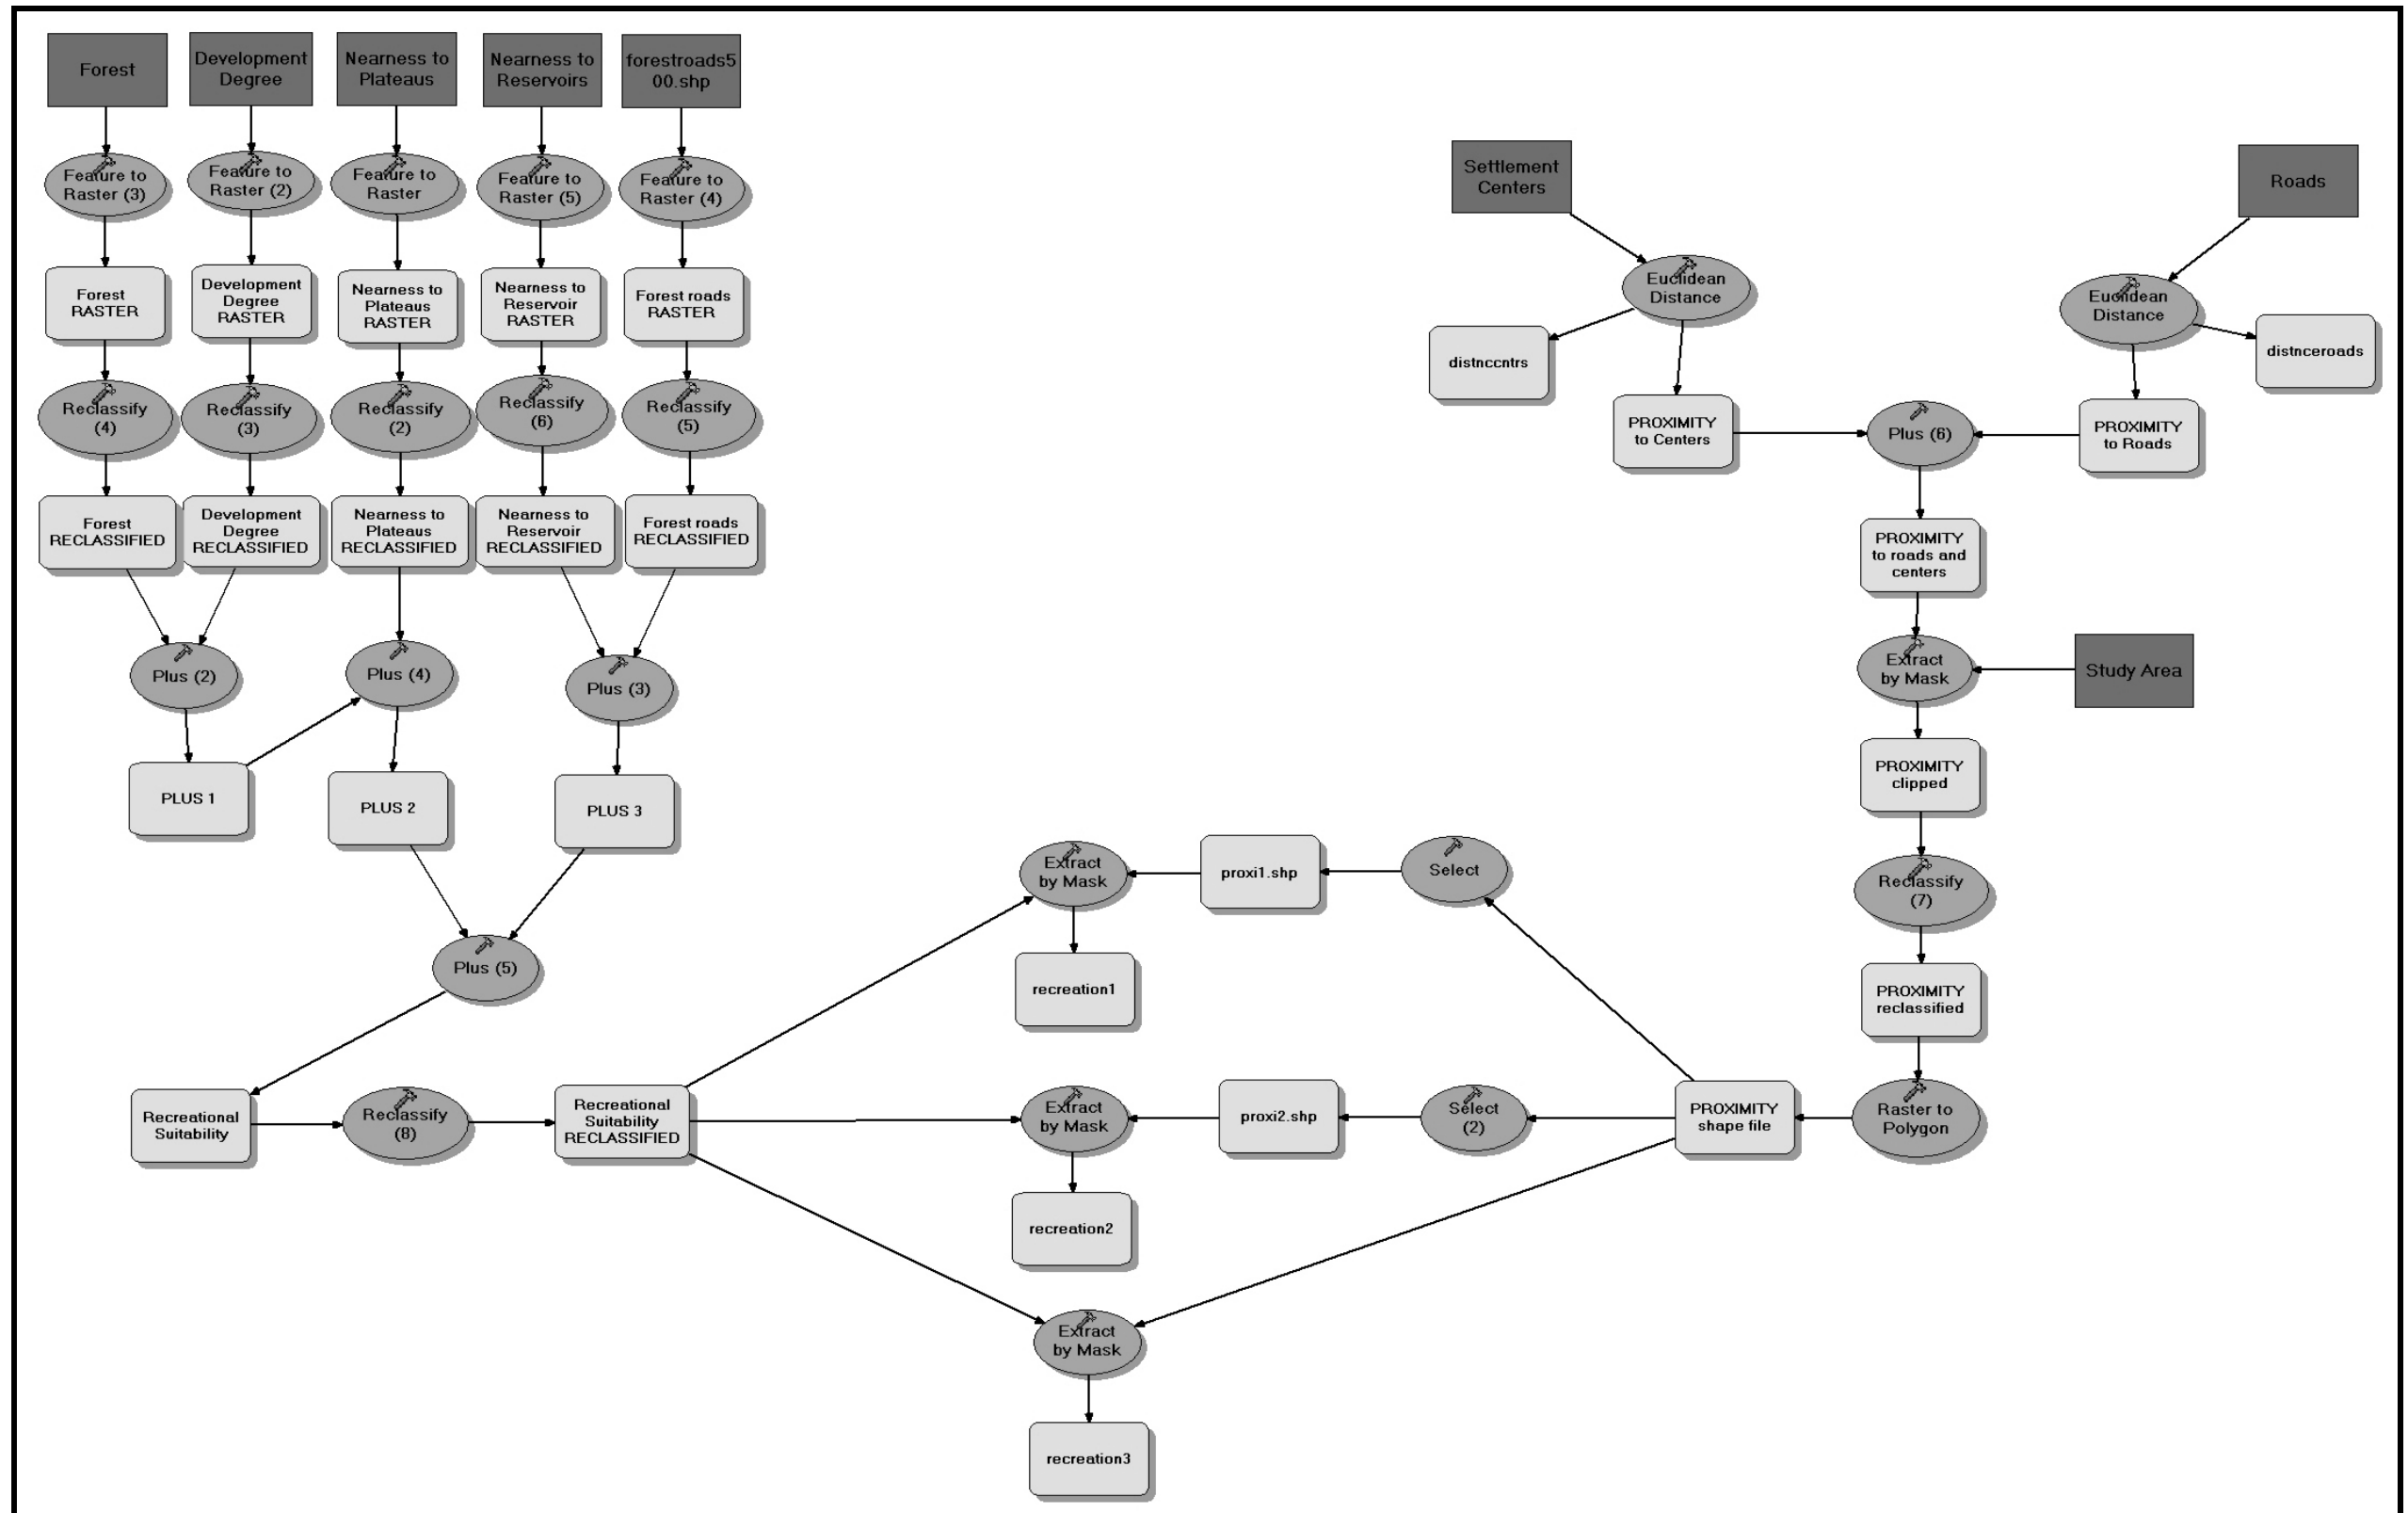 Forest
Development
Degree
Nearness to
Plateaus
Nearness to
Reservoirs
forestroads5
00.shp
Feature to
Raster (3)
Feature to
Raster (2)
Feature to
Raster
Feature to
Raster (5)
Feature to
Raster (4)
Forest
RASTER
Development
Degree
RASTER
Nearness to
Plateaus
RASTER
Nearness to
Reservoir
RASTER
Forest roads
RASTER
Reclassify
(4)
Reclassify
(3)
Reclassify
(2)
Reclassify
(6)
Reclassify
(5)
Forest
RECLASSIFIED
Development
Degree
RECLASSIFIED
Nearness to
Plateaus
RECLASSIFIED
Nearness to
Reservoir
RECLASSIFIED
Forest roads
RECLASSIFIED
Plus (2)
Plus (4)
Plus (3)
PLUS 1
PLUS 2
PLUS 3
Plus (5)
Recreational
Suitability
Reclassify
(8)
Recreational
Suitability
RECLASSIFIED
Settlement
Centers
Roads
Euclidean
Distance
Euclidean
Distance
distnccntrs
distnceroads
PROXIMITY
to Centers
Plus (6)
PROXIMITY
to Roads
PROXIMITY
to roads and
centers
Extract
by Mask
Study Area
PROXIMITY
clipped
Reclassify
(7)
PROXIMITY
reclassified
Raster to
Polygon
PROXIMITY
shape file
Select
proxi1.shp
Extract
by Mask
recreation1
Select
(2)
proxi2.shp
Extract
by Mask
recreation2
Extract
by Mask
recreation3